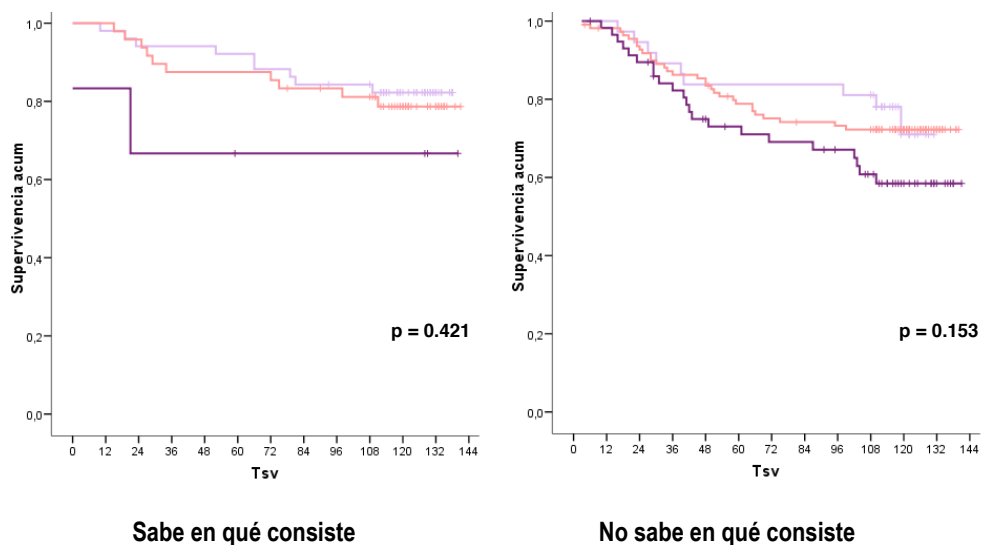 1,0
0,8
0,6
0,4
0,2
0,0
Supervivencia acum
p = 0.421
0 12 24 36 48 60 72 84 96 108 120 132 144
Tsv
Sabe en qué consiste
1,0
0,8
0,6
0,4
0,2
0,0
Supervivencia acum
p = 0.153
0 12 24 36 48 60 72 84 96 108 120 132 144
Tsv
No sabe en qué consiste